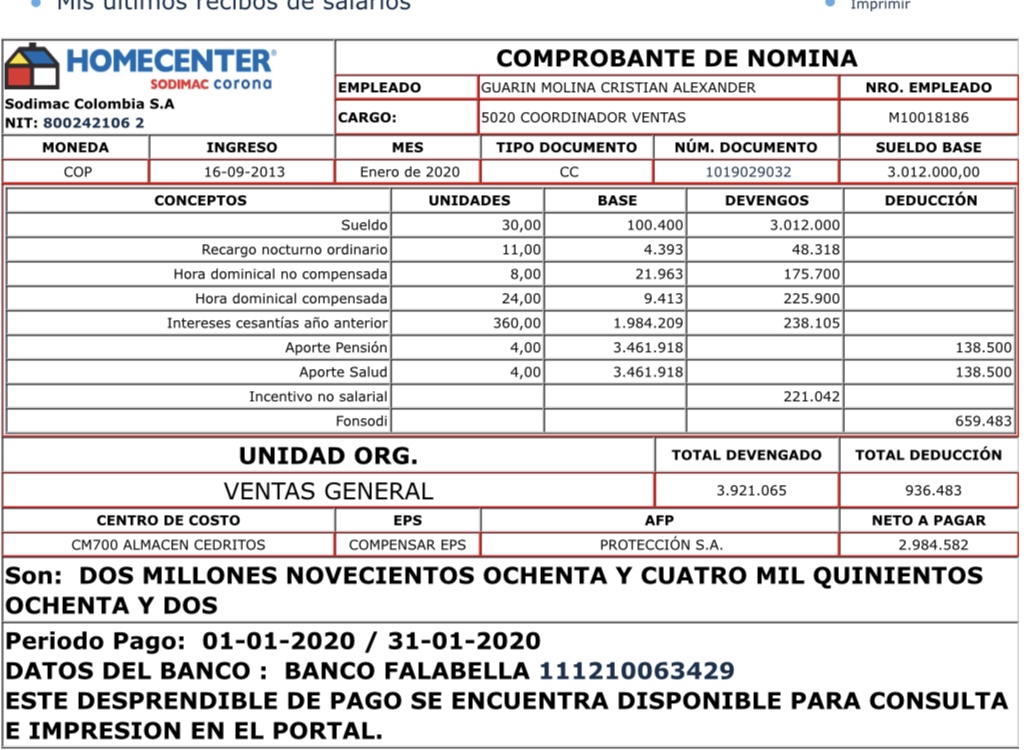 Mis últimos recibos de salarios
Imprimir
HOMECENTER
SODIMAC corona
Sodimac Colombia S.A
NIT: 800242106 2
COMPROBANTE DE NOMINA
EMPLEADO GUARIN MOLINA CRISTIAN ALEXANDER NRO. EMPLEADO
CARGO: 5020 COORDINADOR VENTAS M10018186
MONEDA INGRESO MES TIPO DOCUMENTO NÚM. DOCUMENTO SUELDO BASE
COP 16-09-2013 Enero de 2020 CC 1019029032 3.012.000,00
CONCEPTOS UNIDADES BASE DEVENGOS DEDUCCIÓN
Sueldo 30,00 100.400 3.012.000
Recargo nocturno ordinario 11,00 4.393 48.318
Hora dominical no compensada 8,00 21.963 175.700
Hora dominical compensada 24,00 9.413 225.900
Intereses cesantías año anterior 360,00 1.984.209 238.105
Aporte Pensión 4,00 3.461.918 138.500
Aporte Salud 4,00 3.461.918 138.500
Incentivo no salarial 221.042
Fonsodi 659.483
UNIDAD ORG. TOTAL DEVENGADO TOTAL DEDUCCIÓN
VENTAS GENERAL 3.921.065 936.483
CENTRO DE COSTO EPS AFP NETO A PAGAR
CM700 ALMACEN CEDRITOS COMPENSAR EPS PROTECCIÓN S.A. 2.984.582
Son: DOS MILLONES NOVECIENTOS OCHENTA Y CUATRO MIL QUINIENTOS
OCHENTA Y DOS
Periodo Pago: 01-01-2020 / 31-01-2020
DATOS DEL BANCO : BANCO FALABELLA 111210063429
ESTE DESPRENDIBLE DE PAGO SE ENCUENTRA DISPONIBLE PARA CONSULTA
E IMPRESION EN EL PORTAL.